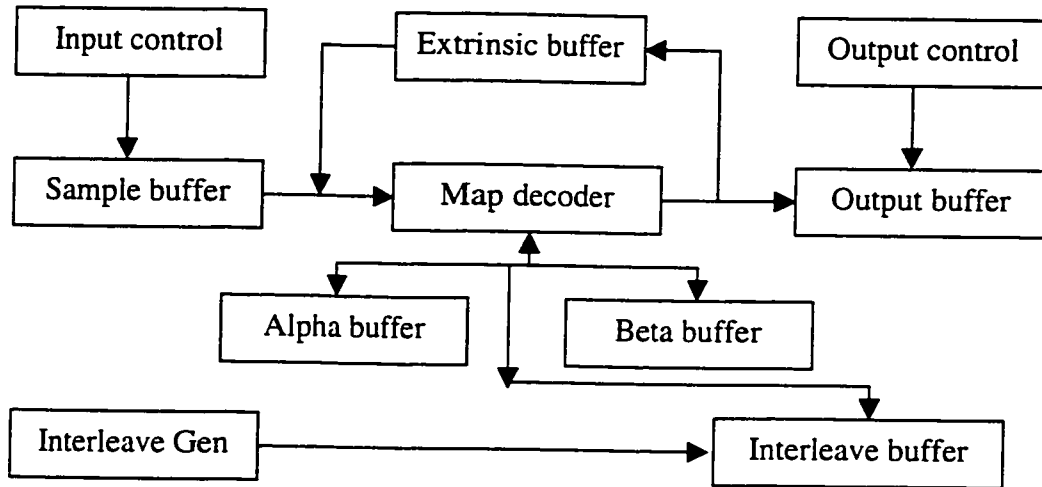 Input control
Extrinsic buffer
Output control
Sample buffer
Map decoder
Output buffer
Alpha buffer
Beta buffer
Interleave Gen
Interleave buffer